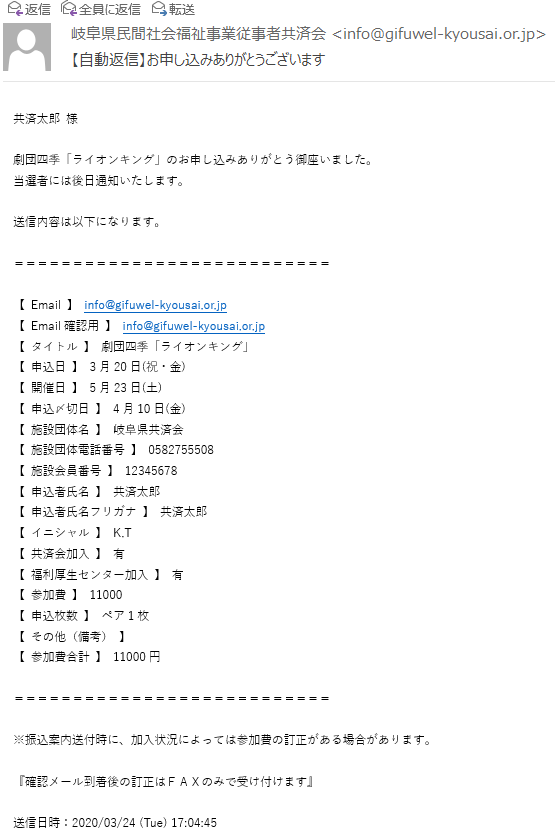 返信 全員に返信 転送
岐阜県民間社会福祉事業従事者共済会 <info@gifuwel-kyousai.or.jp>
【自動返信】お申し込みありがとうございます
共済太郎 様
劇団四季「ライオンキング」のお申し込みありがとう御座いました。
当選者には後日通知いたします。
送信内容は以下になります。
＝＝＝＝＝＝＝＝＝＝＝＝＝＝＝＝＝＝＝＝＝＝＝＝＝＝＝
【 Email 】 info@gifuwel-kyousai.or.jp
【 Email 確認用 】 info@gifuwel-kyousai.or.jp
【 タイトル 】 劇団四季「ライオンキング」
【 申込日 】 3 月 20 日(祝・金)
【 開催日 】 5 月 23 日(土)
【 申込〆切日 】 4 月 10 日(金)
【 施設団体名 】 岐阜県共済会
【 施設団体電話番号 】 0582755508
【 施設会員番号 】 12345678
【 申込者氏名 】 共済太郎
【 申込者氏名フリガナ 】 共済太郎
【 イニシャル 】 K.T
【 共済会加入 】 有
【 福利厚生センター加入 】 有
【 参加費 】 11000
【 申込枚数 】 ペア 1 枚
【 その他（備考） 】
【 参加費合計 】 11000 円
＝＝＝＝＝＝＝＝＝＝＝＝＝＝＝＝＝＝＝＝＝＝＝＝＝＝＝
※振込案内送付時に、加入状況によっては参加費の訂正がある場合があります。
『確認メール到着後の訂正はＦＡＸのみで受け付けます』
送信日時：2020/03/24 (Tue) 17:04:45